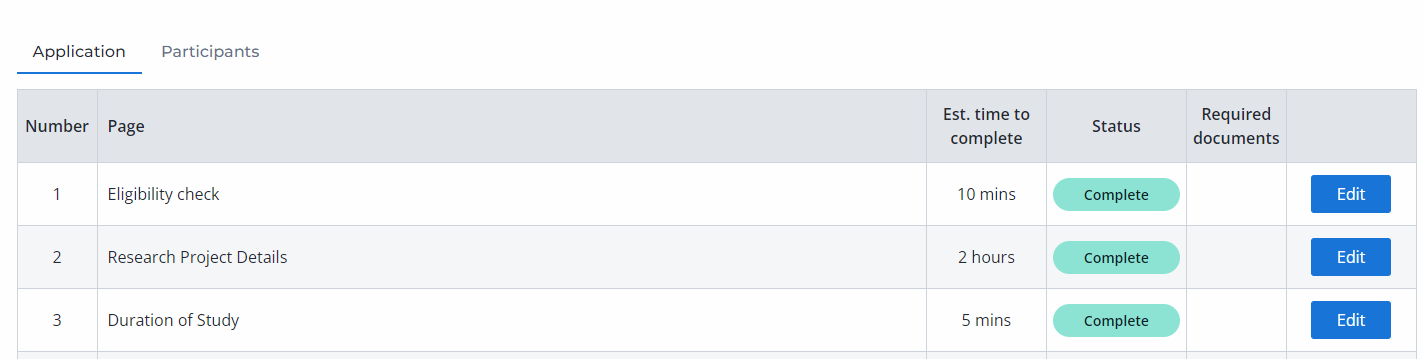 Application Participants
Number Page Est. time to complete Status Required documents
1 Eligibility check 10 mins Complete Edit
2 Research Project Details 2 hours Complete Edit
3 Duration of Study 5 mins Complete Edit